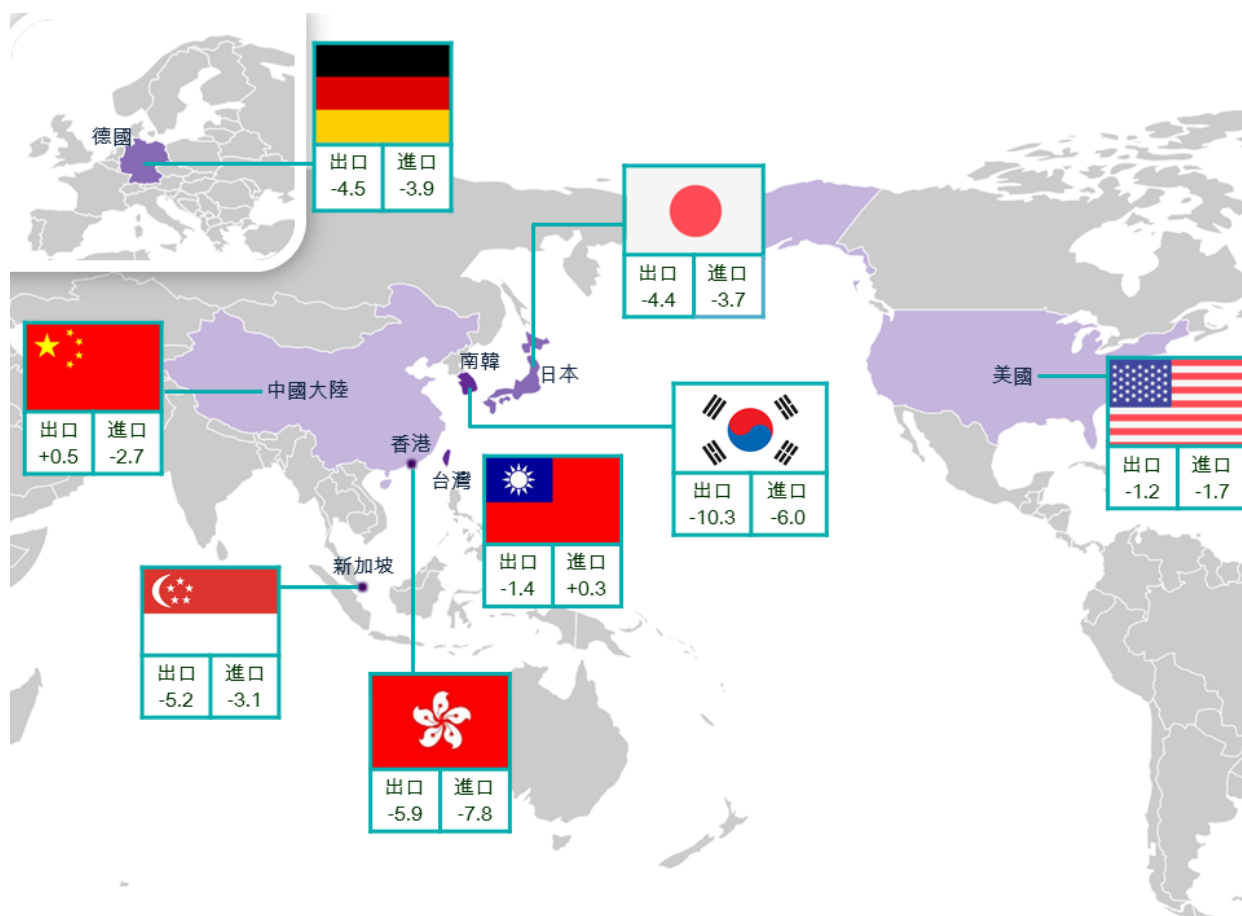 德國
出口 進口
-4.5 -3.9
出口 進口
-4.4 -3.7
南韓
日本
中國大陸
出口 進口
+0.5 -2.7
美國
出口 進口
-1.2 -1.7
香港
台灣
出口 進口
-10.3 -6.0
出口 進口
-1.4 +0.3
新加坡
出口 進口
-5.2 -3.1
出口 進口
-5.9 -7.8